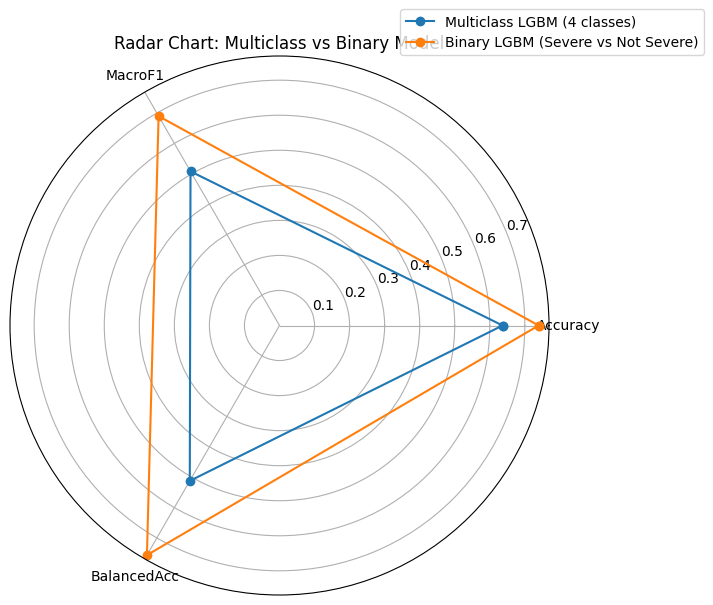 Radar Chart: Multiclass vs Binary Model
Multiclass LGBM (4 classes)
Binary LGBM (Severe vs Not Severe)
MacroF1
0.7
0.6
0.5
0.4
0.3
0.2
0.1
Accuracy
BalancedAcc